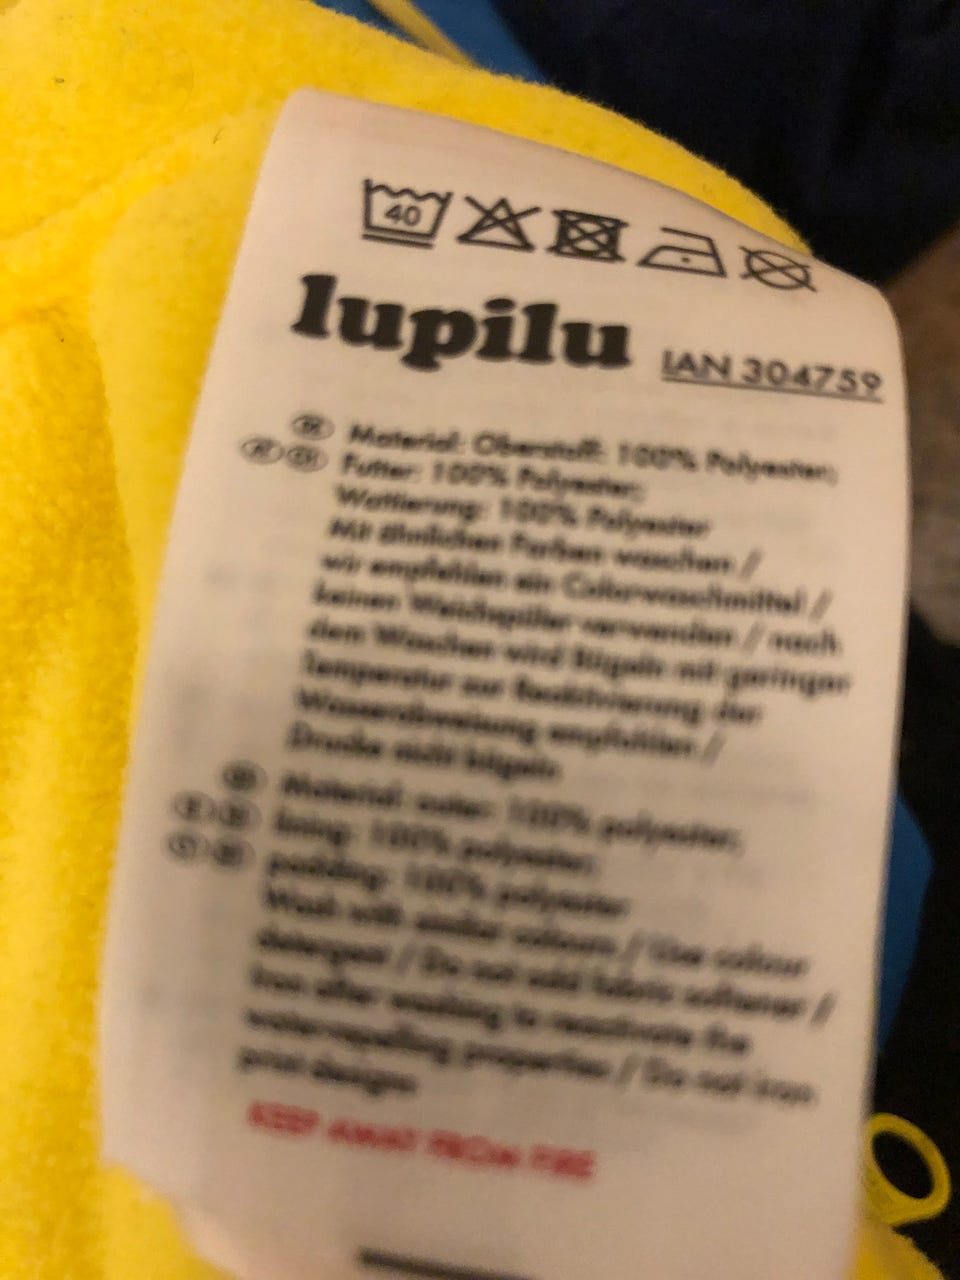 40
lupilu
IAN 304759
Material: Oberstoff: 100% Polyester;
Futter: 100% Polyester;
Wattierung: 100% Polyester
Mit ähnlichen Farben waschen /
wir empfehlen ein Colorwaschmittel /
keinen Weichspüler verwenden / nach
dem Waschen wird Bügeln mit geringer
Temperatur zur Reaktivierung der
Wasserabweisung empfohlen /
Drucke nicht bügeln
Material: outer: 100% polyester;
lining: 100% polyester;
padding: 100% polyester
Wash with similar colours / Use colour
detergent / Do not add fabric softener /
Iron after washing to reactivate the
water-repelling properties / Do not iron
print designs
KEEP AWAY FROM FIRE